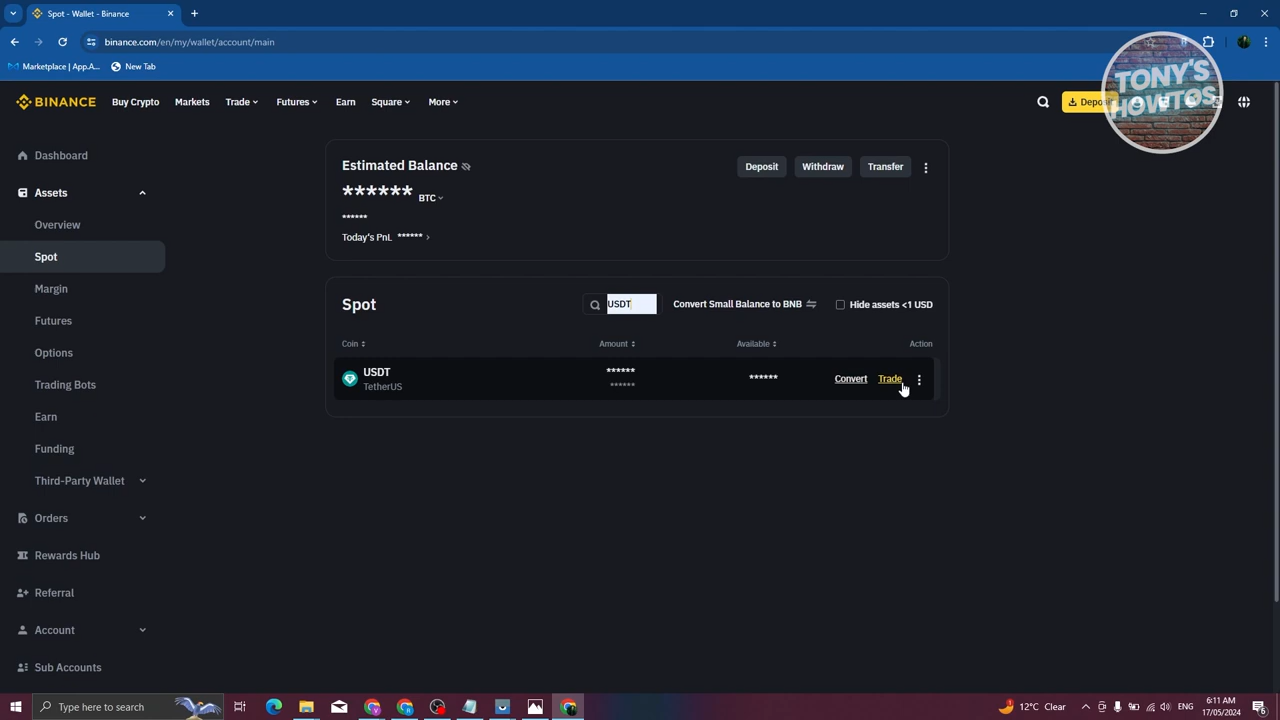 Spot - Wallet - Binance
binance.com/en/my/wallet/account/main
Marketplace | App.A...
New Tab
TONY'S
HOWTOS
BINANCE
Buy Crypto
Markets
Trade
Futures
Earn
Square
More
Dashboard
Assets
Overview
Spot
Margin
Futures
Options
Trading Bots
Earn
Funding
Third-Party Wallet
Orders
Rewards Hub
Referral
Account
Sub Accounts
Estimated Balance
Deposit
Withdraw
Transfer
****** BTC
******
Today's PnL ******
Spot
USDT
Convert Small Balance to BNB
Hide assets <1 USD
Coin
Amount
Available
Action
USDT
TetherUS
******
******
******
Convert
Trade
Type here to search
12°C Clear
ENG
6:11 AM
17/05/2024